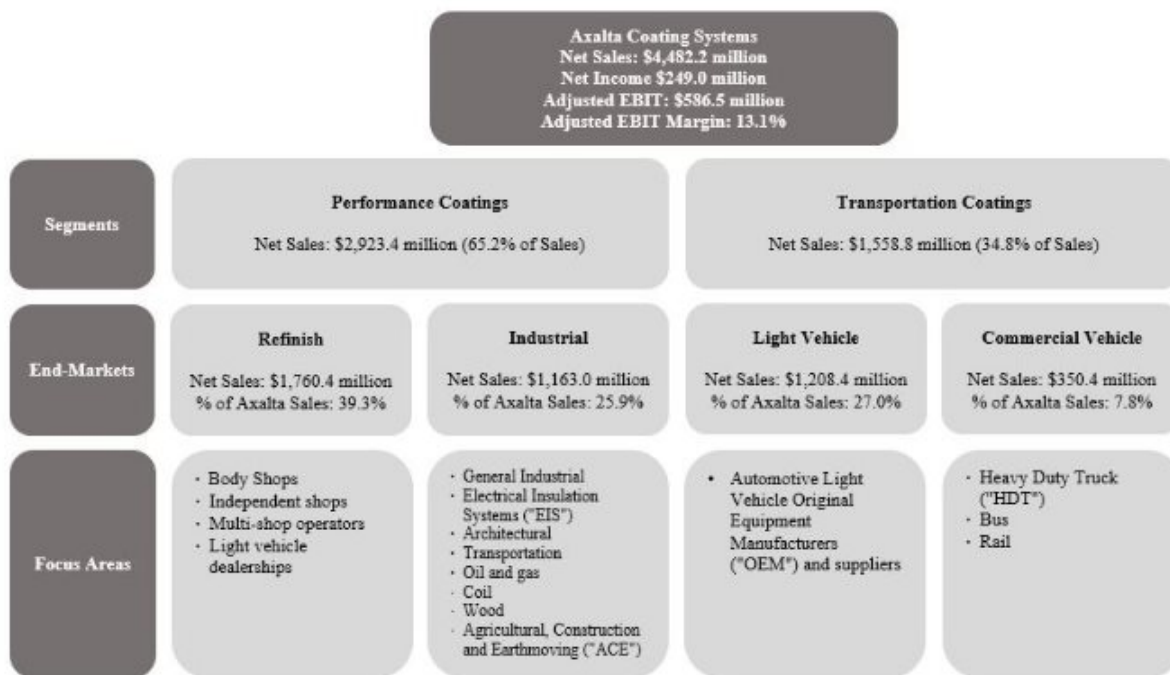 Axalta Coating Systems
Net Sales: $4,482.2 million
Net Income $249.0 million
Adjusted EBIT: $586.5 million
Adjusted EBIT Margin: 13.1%
Segments
Performance Coatings
Net Sales: $2,923.4 million (65.2% of Sales)
Transportation Coatings
Net Sales: $1,558.8 million (34.8% of Sales)
End-Markets
Refinish
Net Sales: $1,760.4 million
% of Axalta Sales: 39.3%
Industrial
Net Sales: $1,163.0 million
% of Axalta Sales: 25.9%
Light Vehicle
Net Sales: $1,208.4 million
% of Axalta Sales: 27.0%
Commercial Vehicle
Net Sales: $350.4 million
% of Axalta Sales: 7.8%
Focus Areas
· Body Shops
· Independent shops
· Multi-shop operators
· Light vehicle
dealerships
· General Industrial
· Electrical Insulation
Systems ("EIS")
· Architectural
· Transportation
· Oil and gas
· Coil
· Wood
· Agricultural, Construction
and Earthmoving ("ACE")
• Automotive Light
Vehicle Original
Equipment
Manufacturers
("OEM") and suppliers
· Heavy Duty Truck
("HDT")
· Bus
· Rail